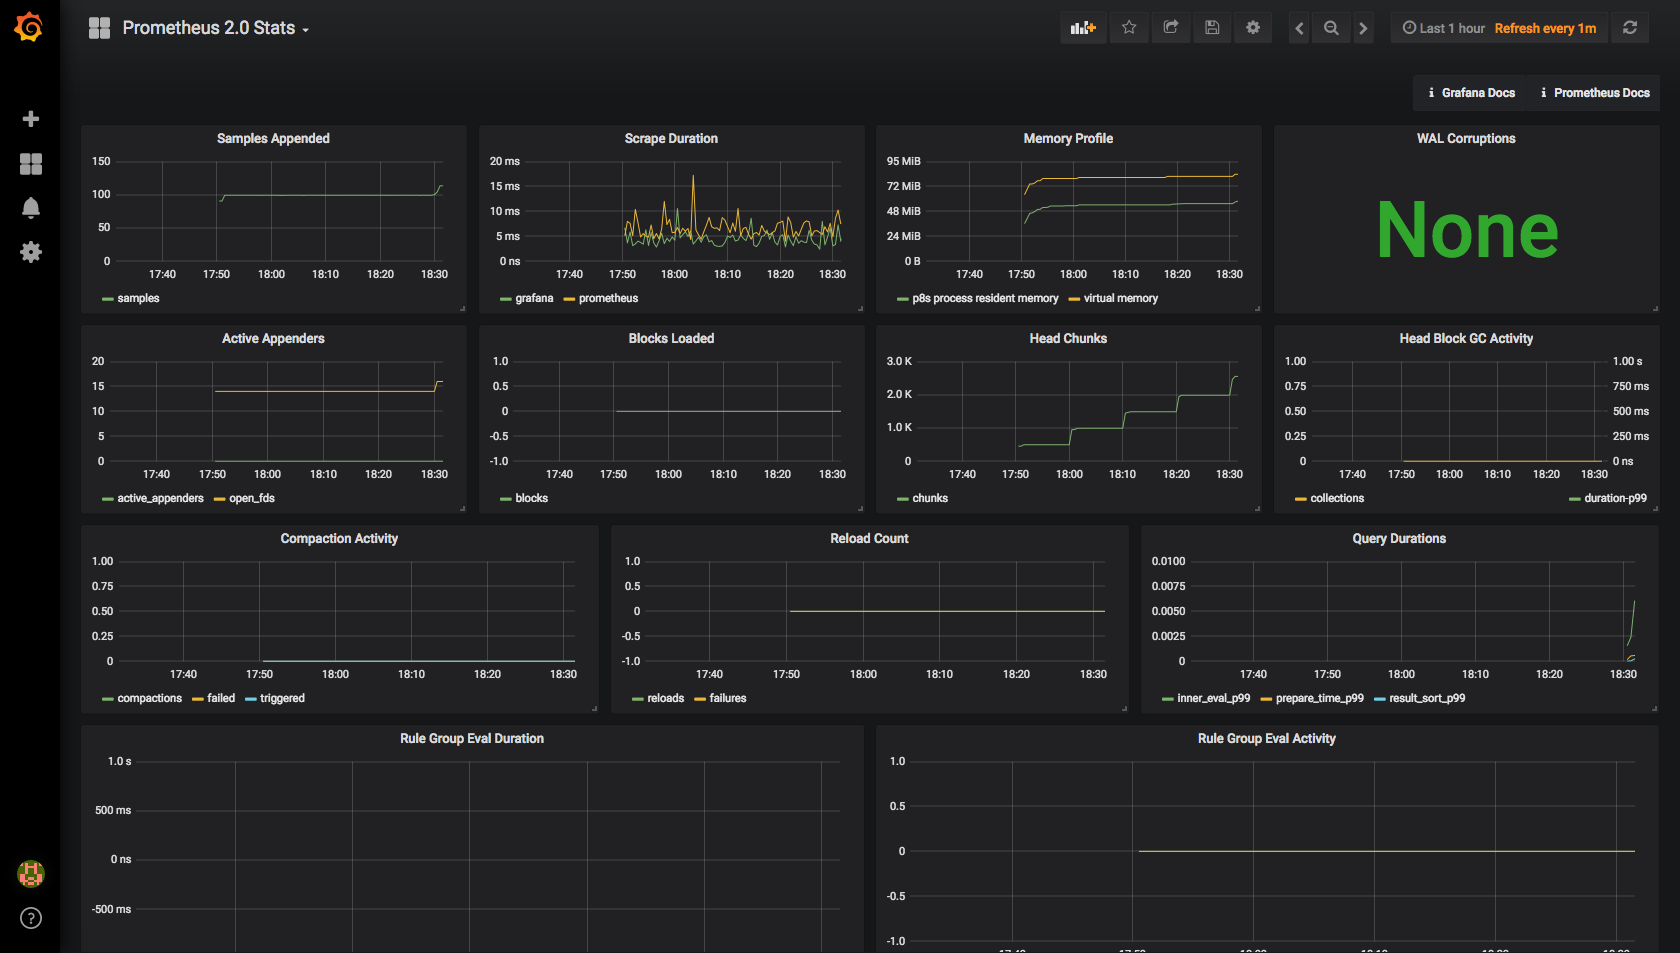 Prometheus 2.0 Stats
Last 1 hour Refresh every 1m
Grafana Docs
Prometheus Docs
Samples Appended
150
100
50
0
17:40 17:50 18:00 18:10 18:20 18:30
samples
Scrape Duration
20 ms
15 ms
10 ms
5 ms
0 ns
17:40 17:50 18:00 18:10 18:20 18:30
grafana prometheus
Memory Profile
95 MiB
72 MiB
48 MiB
24 MiB
0 B
17:40 17:50 18:00 18:10 18:20 18:30
p8s process resident memory virtual memory
WAL Corruptions
None
Active Appenders
20
15
10
5
0
17:40 17:50 18:00 18:10 18:20 18:30
active_appenders open_fds
Blocks Loaded
1.0
0.5
0
-0.5
-1.0
17:40 17:50 18:00 18:10 18:20 18:30
blocks
Head Chunks
3.0 K
2.0 K
1.0 K
0
17:40 17:50 18:00 18:10 18:20 18:30
chunks
Head Block GC Activity
1.00 1.00 s
0.75 750 ms
0.50 500 ms
0.25 250 ms
0 0 ns
17:40 17:50 18:00 18:10 18:20 18:30
collections duration-p99
Compaction Activity
1.00
0.75
0.50
0.25
0
17:40 17:50 18:00 18:10 18:20 18:30
compactions failed triggered
Reload Count
1.0
0.5
0
-0.5
-1.0
17:40 17:50 18:00 18:10 18:20 18:30
reloads failures
Query Durations
0.0100
0.0075
0.0050
0.0025
0
17:40 17:50 18:00 18:10 18:20 18:30
inner_eval_p99 prepare_time_p99 result_sort_p99
Rule Group Eval Duration
1.0 s
500 ms
0 ns
-500 ms
Rule Group Eval Activity
1.0
0.5
0
-0.5
-1.0